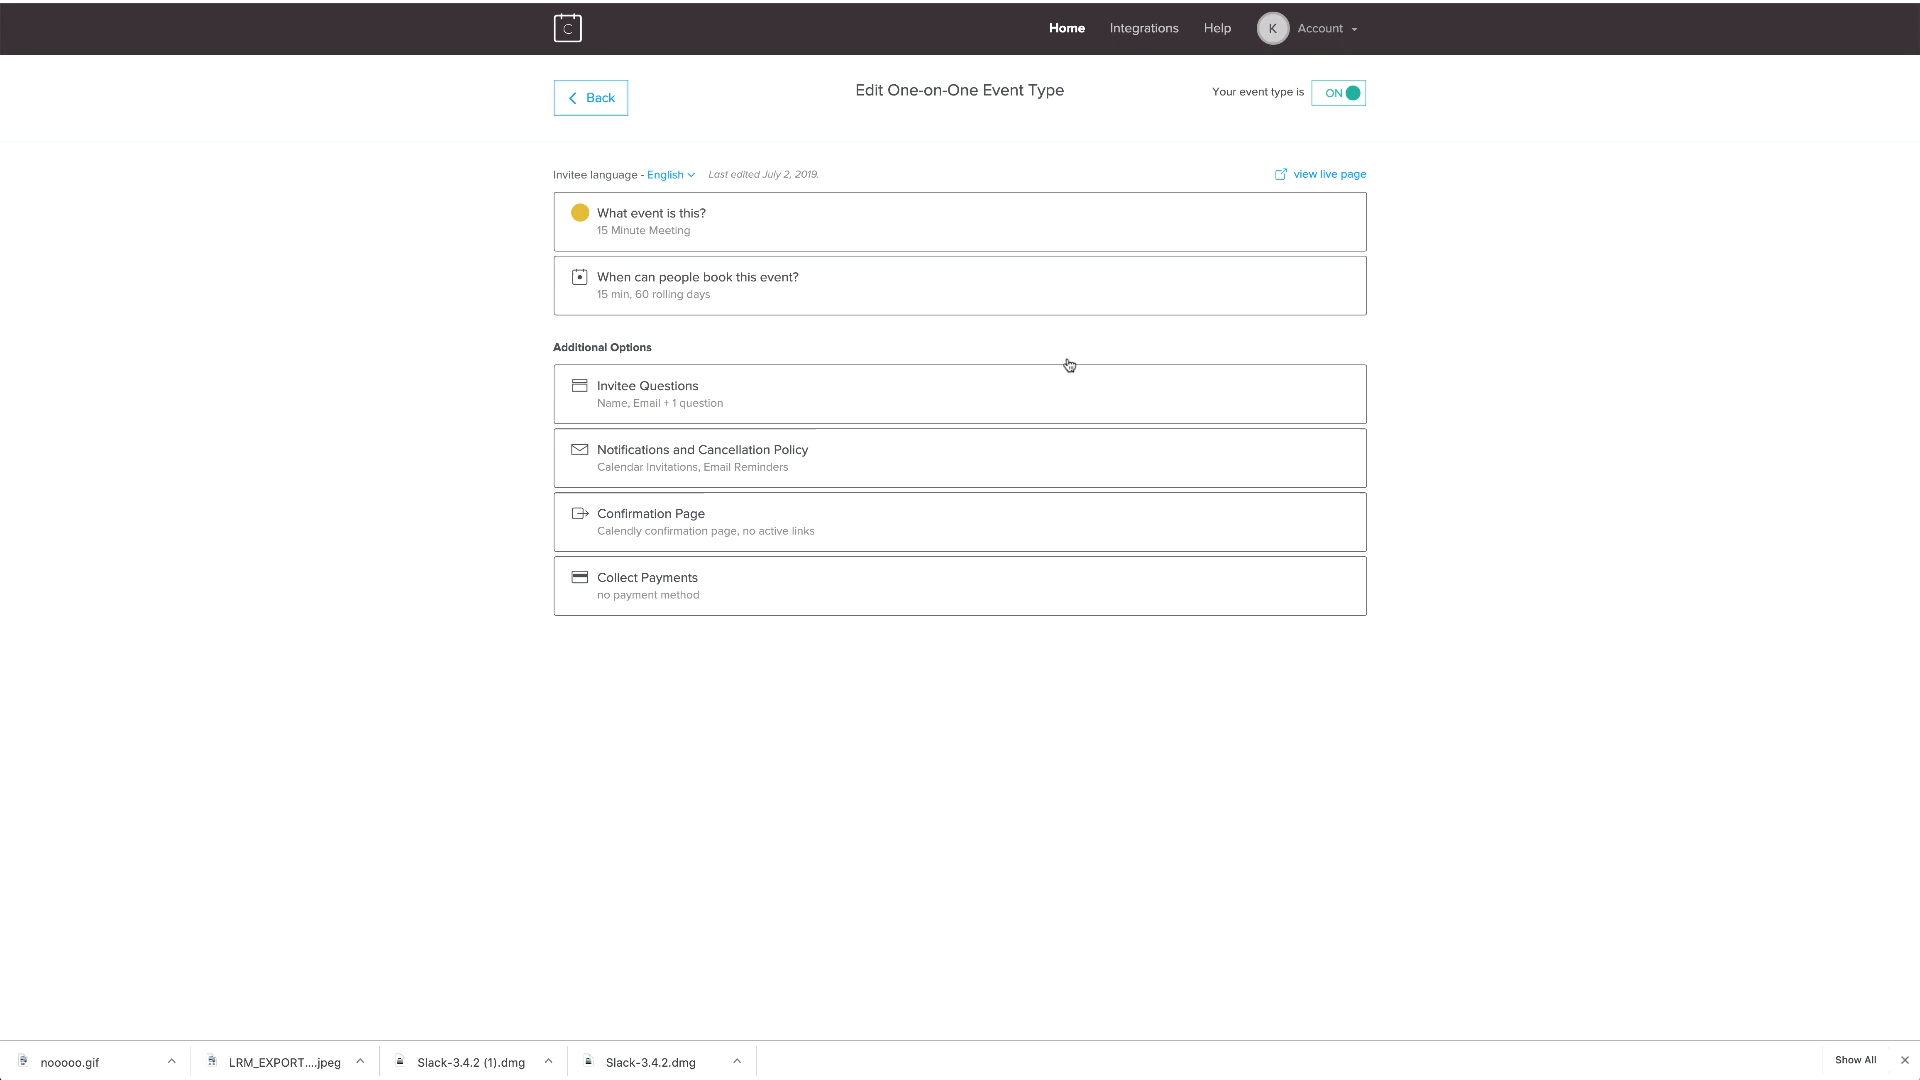 C
Home
Integrations
Help
K
Account
Back
Edit One-on-One Event Type
Your event type is
ON
Invitee language - English
Last edited July 2, 2019.
view live page
What event is this?
15 Minute Meeting
When can people book this event?
15 min, 60 rolling days
Additional Options
Invitee Questions
Name, Email + 1 question
Notifications and Cancellation Policy
Calendar Invitations, Email Reminders
Confirmation Page
Calendly confirmation page, no active links
Collect Payments
no payment method
nooooo.gif
LRM_EXPORT....jpeg
Slack-3.4.2 (1).dmg
Slack-3.4.2.dmg
Show All